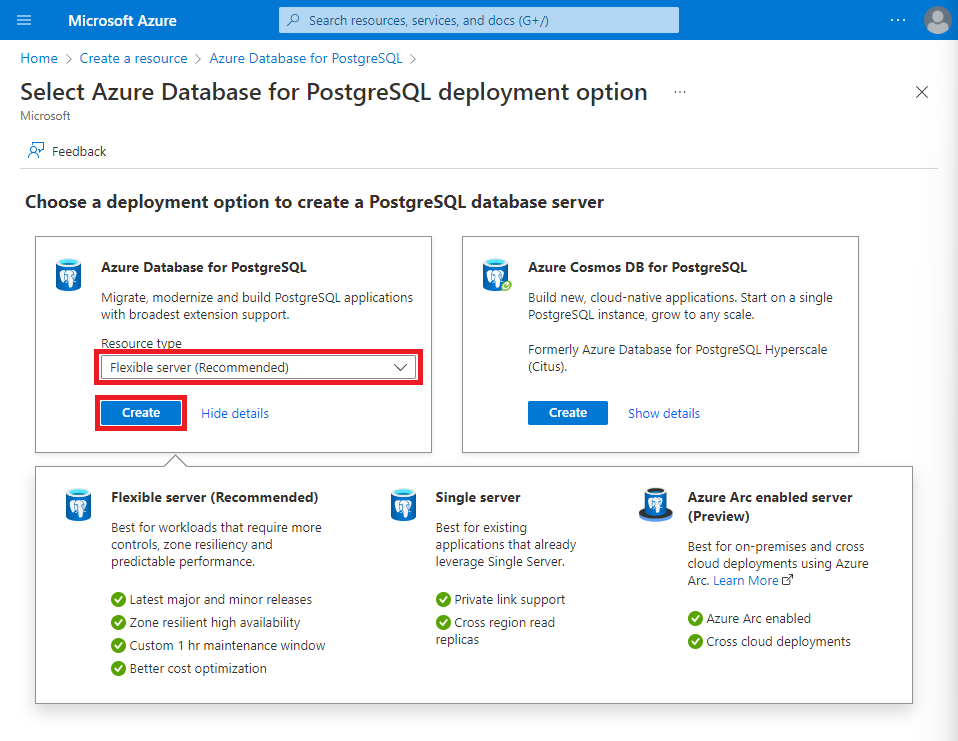 Microsoft Azure
Search resources, services, and docs (G+/)
Home > Create a resource > Azure Database for PostgreSQL >
Select Azure Database for PostgreSQL deployment option ...
Microsoft
Feedback
Choose a deployment option to create a PostgreSQL database server
Azure Database for PostgreSQL
Migrate, modernize and build PostgreSQL applications
with broadest extension support.
Resource type
Flexible server (Recommended)
Create
Hide details
Azure Cosmos DB for PostgreSQL
Build new, cloud-native applications. Start on a single
PostgreSQL instance, grow to any scale.
Formerly Azure Database for PostgreSQL Hyperscale
(Citus).
Create
Show details
Flexible server (Recommended)
Best for workloads that require more
controls, zone resiliency and
predictable performance.
Latest major and minor releases
Zone resilient high availability
Custom 1 hr maintenance window
Better cost optimization
Single server
Best for existing
applications that already
leverage Single Server.
Private link support
Cross region read
replicas
Azure Arc enabled server
(Preview)
Best for on-premises and cross
cloud deployments using Azure
Arc. Learn More
Azure Arc enabled
Cross cloud deployments